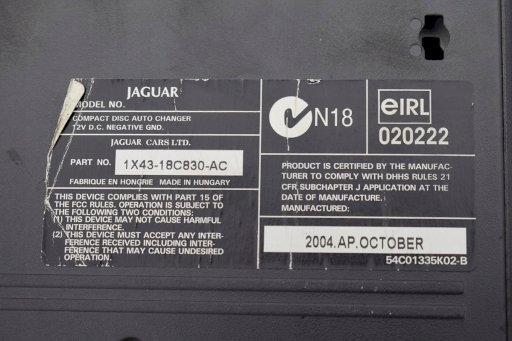 JAGUAR
MODEL NO.
COMPACT DISC AUTO CHANGER
12V D.C. NEGATIVE GND.
JAGUAR CARS LTD.
PART NO. 1X43-18C830-AC
FABRIQUE EN HONGRIE - MADE IN HUNGARY
THIS DEVICE COMPLIES WITH PART 15 OF
THE FCC RULES. OPERATION IS SUBJECT TO
THE FOLLOWING TWO CONDITIONS:
(1) THIS DEVICE MAY NOT CAUSE HARMFUL
INTERFERENCE.
(2) THIS DEVICE MUST ACCEPT ANY INTER-
FERENCE RECEIVED INCLUDING INTER-
FERENCE THAT MAY CAUSE UNDESIRED
OPERATION.
N18
eIRL
020222
PRODUCT IS CERTIFIED BY THE MANUFAC-
TURER TO COMPLY WITH DHHS RULES 21
CFR SUBCHAPTER J APPLICATION AT THE
DATE OF MANUFACTURE.
MANUFACTURED:
2004.AP.OCTOBER
54C01335K02-B